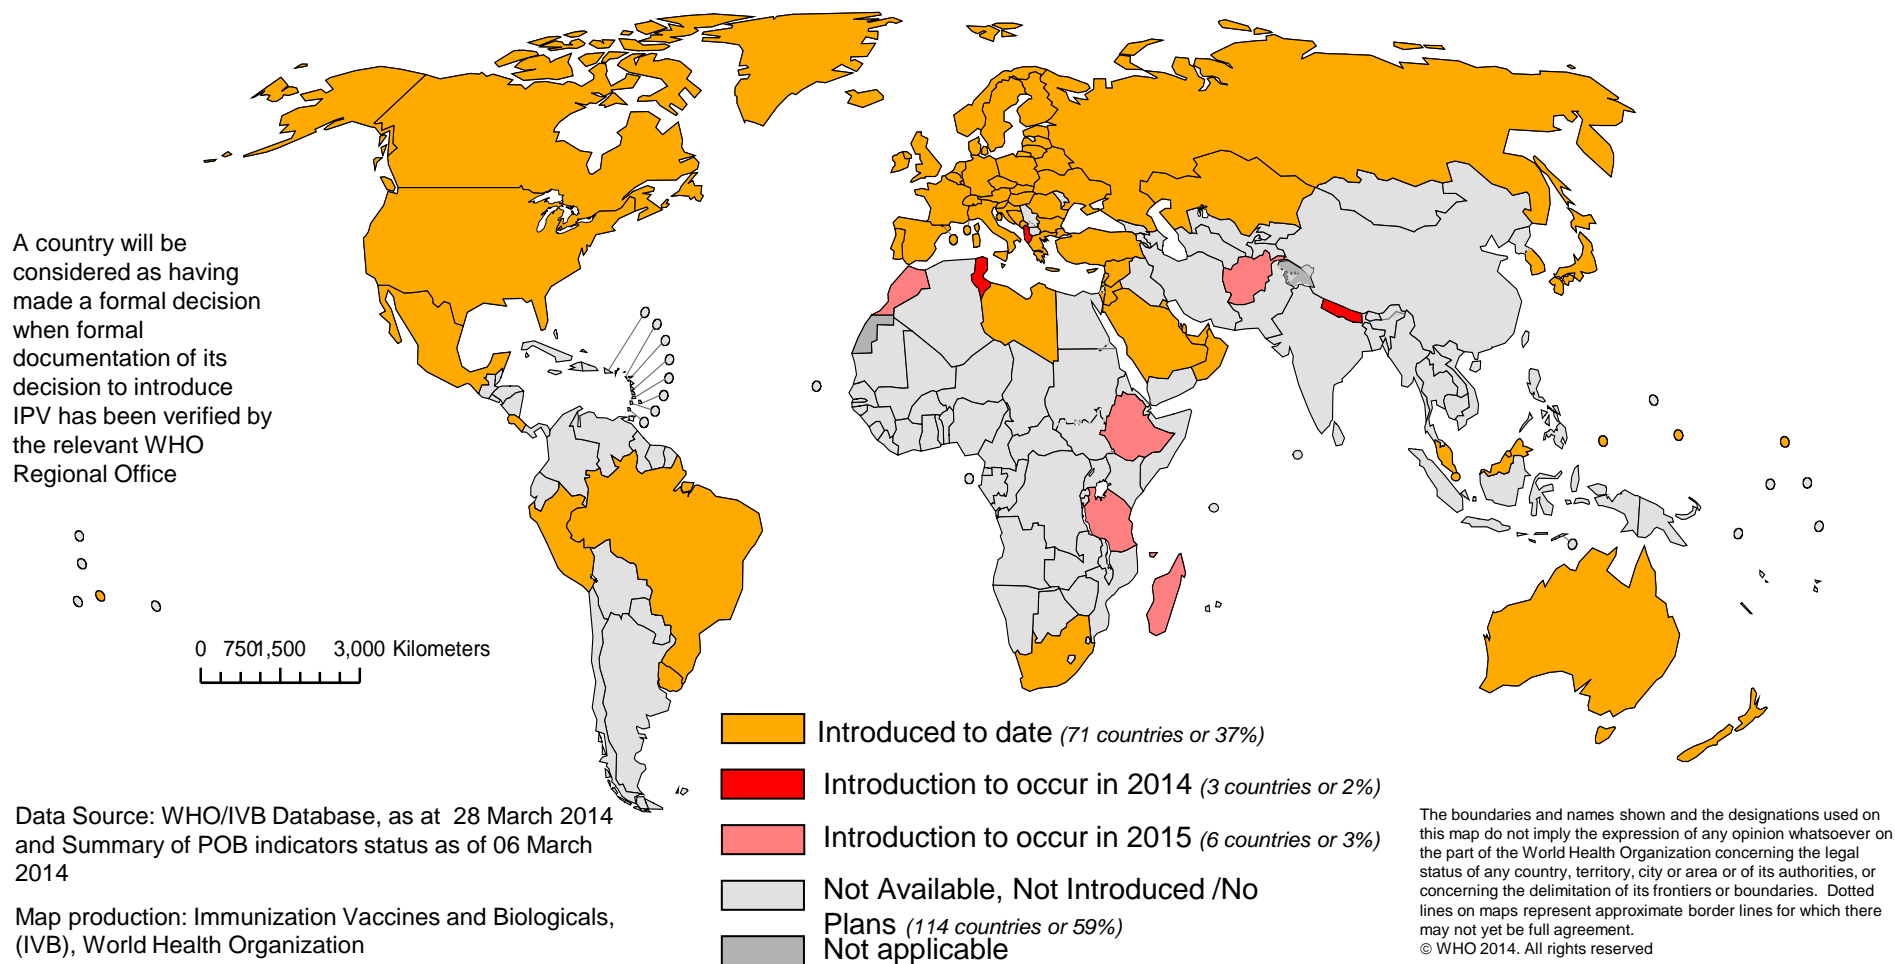 A country will be
considered as having
made a formal decision
when formal
documentation of its
decision to introduce
IPV has been verified by
the relevant WHO
Regional Office
0 750 1,500 3,000 Kilometers
Introduced to date (71 countries or 37%)
Introduction to occur in 2014 (3 countries or 2%)
Introduction to occur in 2015 (6 countries or 3%)
Not Available, Not Introduced /No
Plans (114 countries or 59%)
Not applicable
Data Source: WHO/IVB Database, as at 28 March 2014
and Summary of POB indicators status as of 06 March
2014
Map production: Immunization Vaccines and Biologicals,
(IVB), World Health Organization
The boundaries and names shown and the designations used on
this map do not imply the expression of any opinion whatsoever on
the part of the World Health Organization concerning the legal
status of any country, territory, city or area or of its authorities, or
concerning the delimitation of its frontiers or boundaries. Dotted
lines on maps represent approximate border lines for which there
may not yet be full agreement.
© WHO 2014. All rights reserved